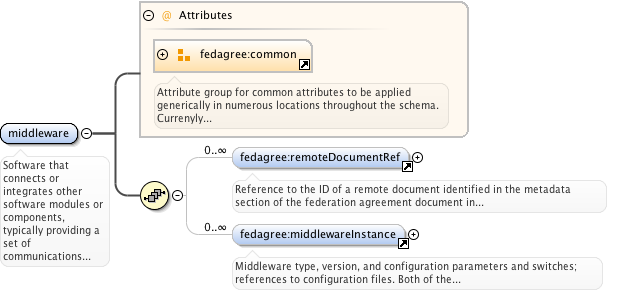 @ Attributes
fedagree:common
Attribute group for common attributes to be applied
generically in numerous locations throughout the schema.
Currenyly...
middleware
Software that
connects or
integrates other
software modules or
components,
typically providing a
set of
communications...
0..∞
fedagree:remoteDocumentRef
Reference to the ID of a remote document identified in the metadata
section of the federation agreement document in...
0..∞
fedagree:middlewareInstance
Middleware type, version, and configuration parameters and switches;
references to configuration files. Both of the...